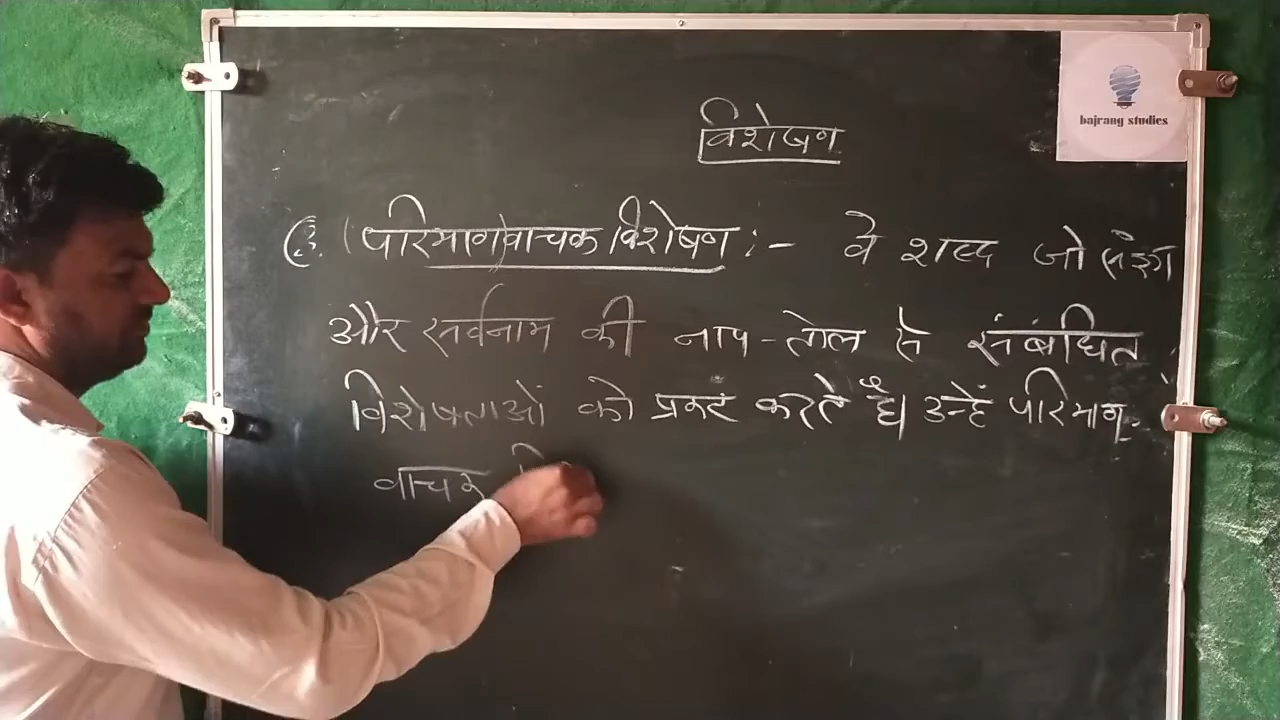 bajrang studies
विशेषण
(3.) परिमाणवाचक विशेषण :- वे शब्द जो संज्ञा
और सर्वनाम की नाप-तोल से संबंधित
विशेषताओं को प्रकट करते है। उन्हें परिमाण-
वाचक